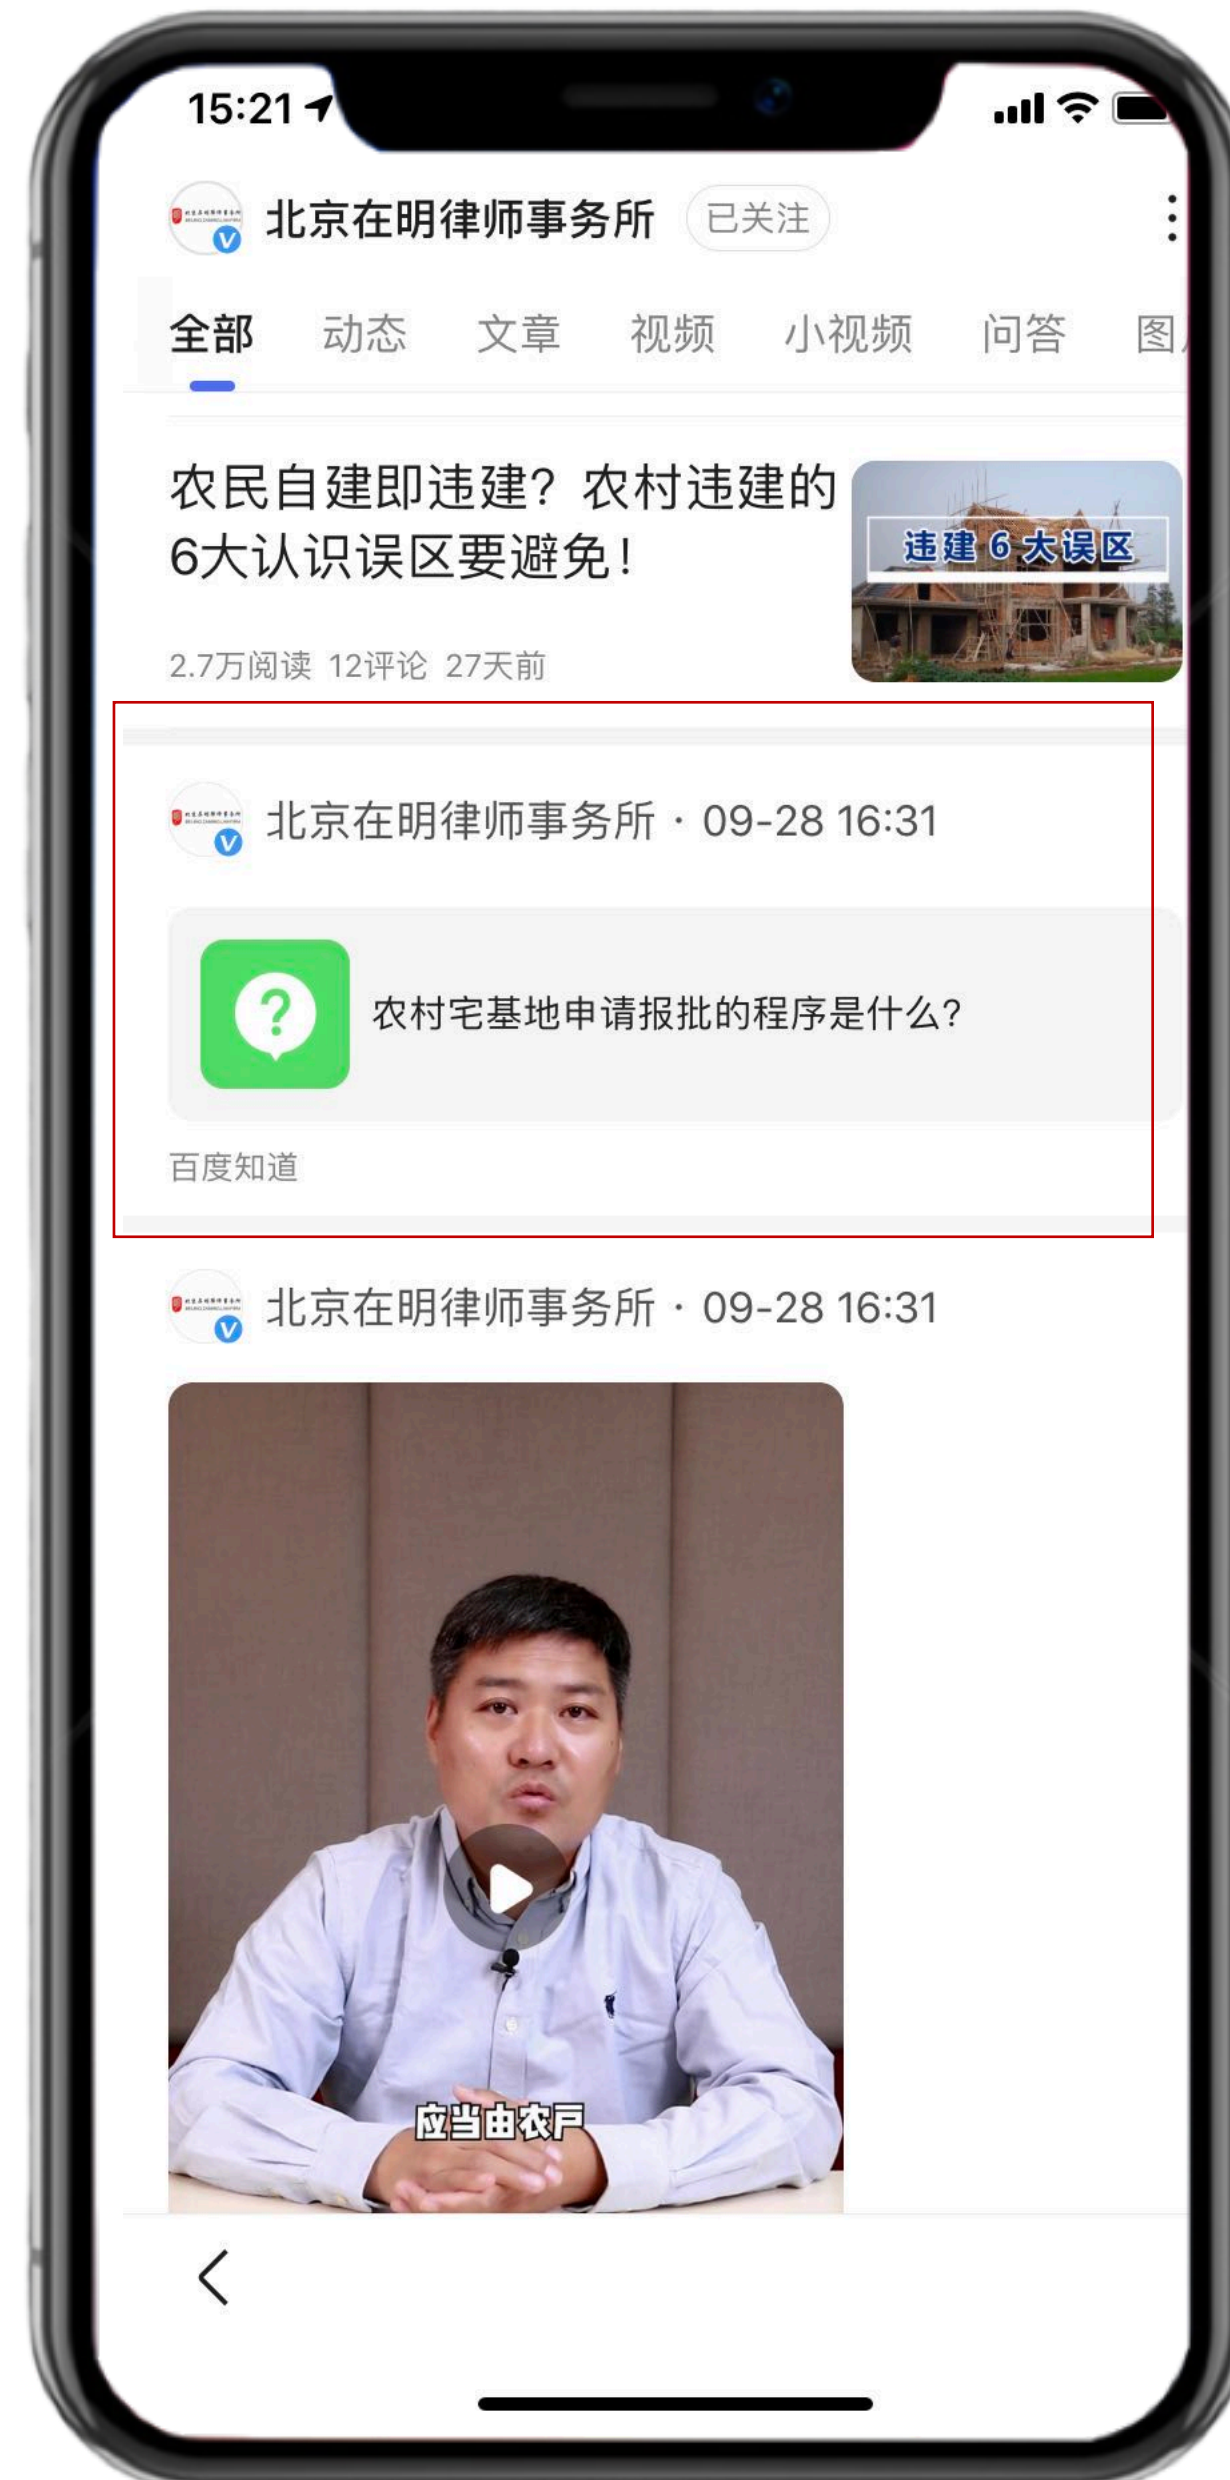 15:21
北京在明律师事务所 已关注
全部 动态 文章 视频 小视频 问答 图
农民自建即违建？农村违建的
6大认识误区要避免！
违建6大误区
2.7万阅读 12评论 27天前
北京在明律师事务所 · 09-28 16:31
农村宅基地申请报批的程序是什么?
百度知道
北京在明律师事务所 · 09-28 16:31
应当由农户